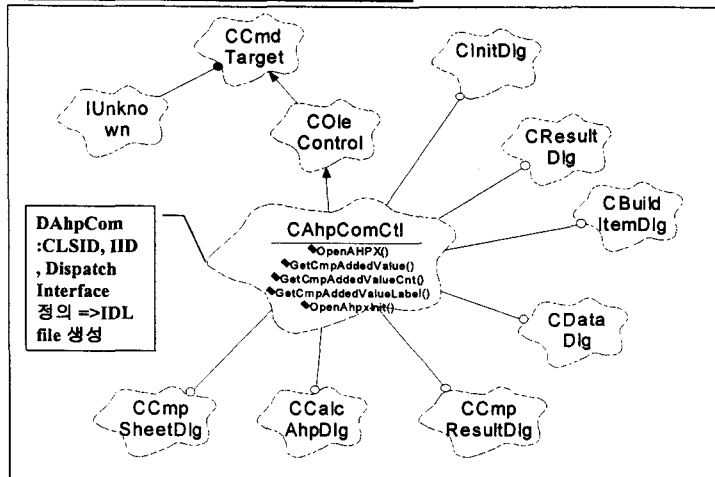 CCmd
Target
CInitDlg
IUnkno
wn
COle
Control
CResult
Dlg
CBuild
ItemDlg
DAhpCom
:CLSID, IID
, Dispatch
Interface
정의 =>IDL
file 생성
CAhpComCtl
OpenAHPX()
GetCmpAddedValue()
GetCmpAddedValueCnt()
GetCmpAddedValueLabel()
OpenAhpxInit()
CData
Dlg
CCmp
SheetDlg
CCalc
AhpDlg
CCmp
ResultDlg